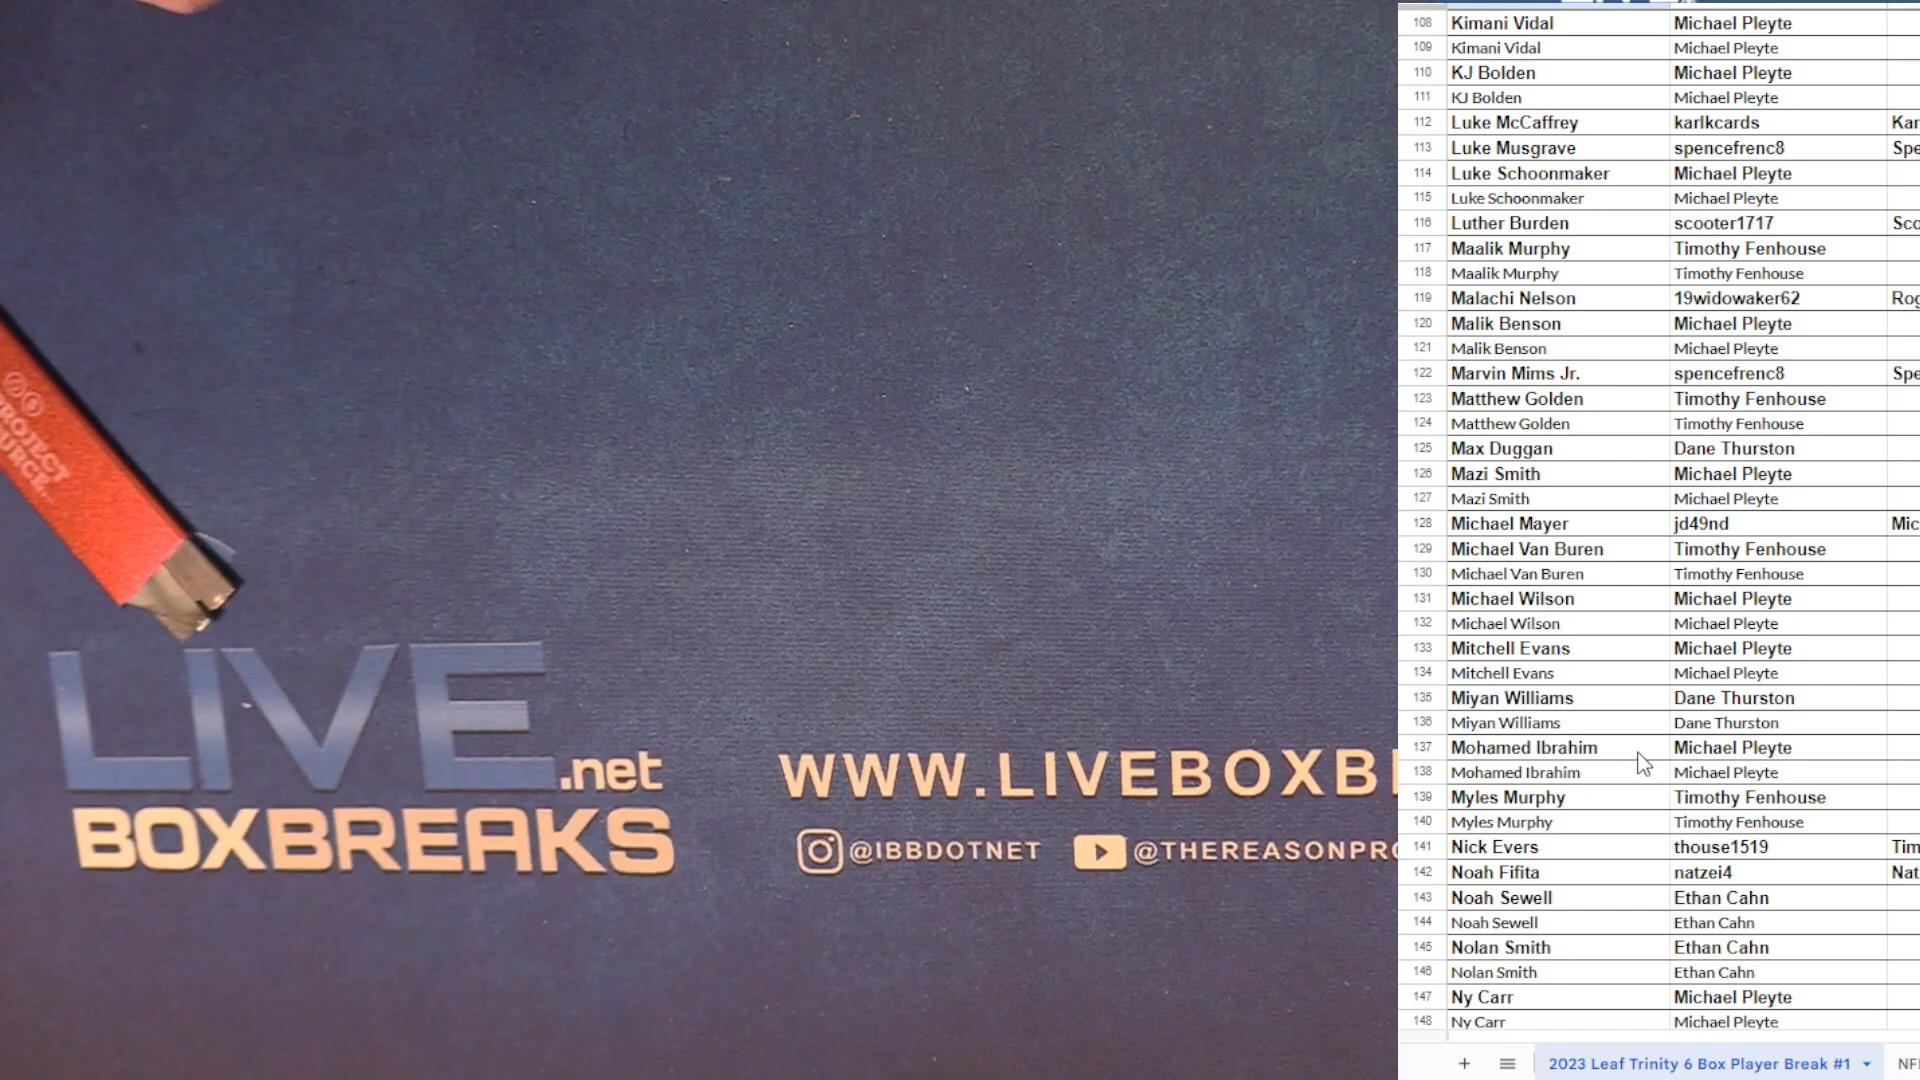 PROJECT
LIVE
.net
BOXBREAKS
WWW.LIVEBOXB
@IBBDOTNET
@THEREASONPR
108 Kimani Vidal Michael Pleyte
109 Kimani Vidal Michael Pleyte
110 KJ Bolden Michael Pleyte
111 KJ Bolden Michael Pleyte
112 Luke McCaffrey karlkcards Kar
113 Luke Musgrave spencefrenc8 Spe
114 Luke Schoonmaker Michael Pleyte
115 Luke Schoonmaker Michael Pleyte
116 Luther Burden scooter1717 Sco
117 Maalik Murphy Timothy Fenhouse
118 Maalik Murphy Timothy Fenhouse
119 Malachi Nelson 19widowaker62 Rog
120 Malik Benson Michael Pleyte
121 Malik Benson Michael Pleyte
122 Marvin Mims Jr. spencefrenc8 Spe
123 Matthew Golden Timothy Fenhouse
124 Matthew Golden Timothy Fenhouse
125 Max Duggan Dane Thurston
126 Mazi Smith Michael Pleyte
127 Mazi Smith Michael Pleyte
128 Michael Mayer jd49nd Mic
129 Michael Van Buren Timothy Fenhouse
130 Michael Van Buren Timothy Fenhouse
131 Michael Wilson Michael Pleyte
132 Michael Wilson Michael Pleyte
133 Mitchell Evans Michael Pleyte
134 Mitchell Evans Michael Pleyte
135 Miyan Williams Dane Thurston
136 Miyan Williams Dane Thurston
137 Mohamed Ibrahim Michael Pleyte
138 Mohamed Ibrahim Michael Pleyte
139 Myles Murphy Timothy Fenhouse
140 Myles Murphy Timothy Fenhouse
141 Nick Evers thouse1519 Tim
142 Noah Fifita natzei4 Nat
143 Noah Sewell Ethan Cahn
144 Noah Sewell Ethan Cahn
145 Nolan Smith Ethan Cahn
146 Nolan Smith Ethan Cahn
147 Ny Carr Michael Pleyte
148 Ny Carr Michael Pleyte
2023 Leaf Trinity 6 Box Player Break #1 NFL